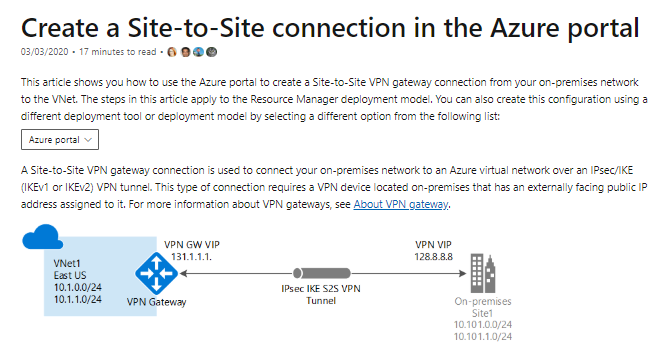 Create a Site-to-Site connection in the Azure portal
03/03/2020 • 17 minutes to read •
This article shows you how to use the Azure portal to create a Site-to-Site VPN gateway connection from your on-premises network
to the VNet. The steps in this article apply to the Resource Manager deployment model. You can also create this configuration using a
different deployment tool or deployment model by selecting a different option from the following list:
Azure portal
A Site-to-Site VPN gateway connection is used to connect your on-premises network to an Azure virtual network over an IPsec/IKE
(IKEv1 or IKEv2) VPN tunnel. This type of connection requires a VPN device located on-premises that has an externally facing public IP
address assigned to it. For more information about VPN gateways, see About VPN gateway.
VNet1
East US
10.1.0.0/24
10.1.1.0/24
VPN GW VIP
131.1.1.1.
VPN Gateway
IPsec IKE S2S VPN
Tunnel
VPN VIP
128.8.8.8
On-premises
Site1
10.101.0.0/24
10.101.1.0/24